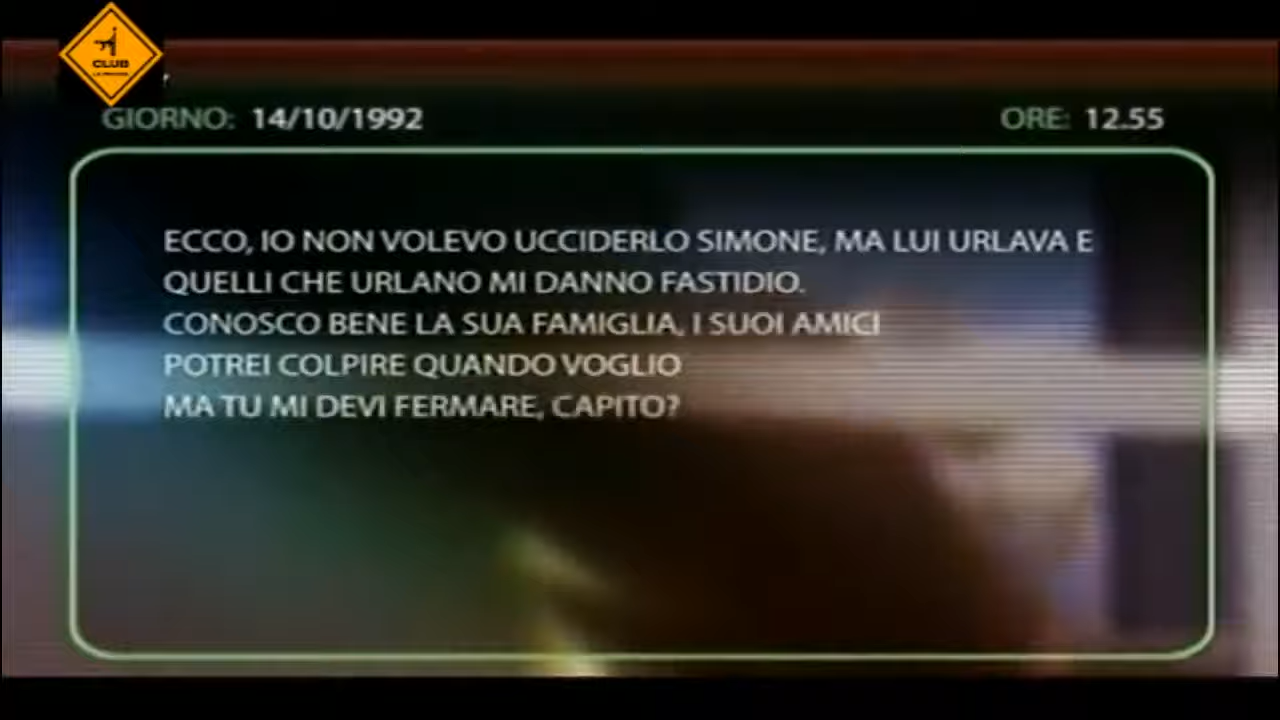 CLUB
GIORNO: 14/10/1992
ORE: 12.55
ECCO, IO NON VOLEVO UCCIDERLO SIMONE, MA LUI URLAVA E
QUELLI CHE URLANO MI DANNO FASTIDIO.
CONOSCO BENE LA SUA FAMIGLIA, I SUOI AMICI
POTREI COLPIRE QUANDO VOGLIO
MA TU MI DEVI FERMARE, CAPITO?